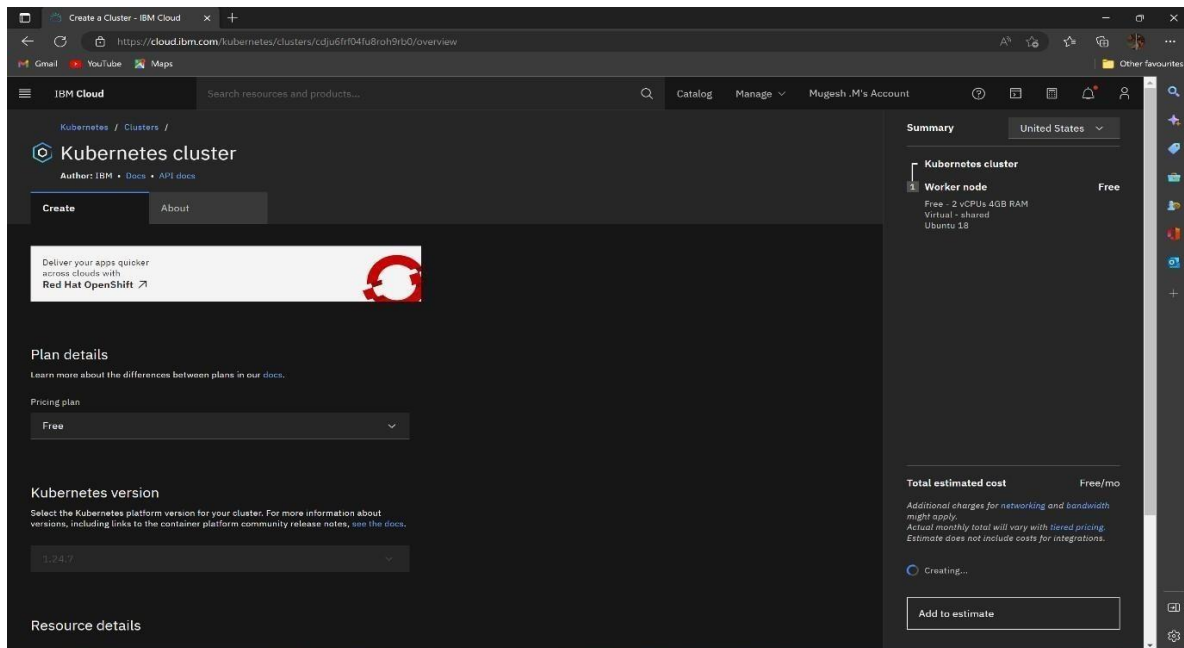 Create a Cluster - IBM Cloud
https://cloud.ibm.com/kubernetes/clusters/cdju6frf04fu8roh9rb0/overview
Gmail YouTube Maps Other favourites
IBM Cloud Search resources and products... Catalog Manage Mugesh .M's Account
Kubernetes / Clusters /
Kubernetes cluster
Author: IBM • Docs • API docs
Create About
Deliver your apps quicker
across clouds with
Red Hat OpenShift
Plan details
Learn more about the differences between plans in our docs.
Pricing plan
Free
Kubernetes version
Select the Kubernetes platform version for your cluster. For more information about
versions, including links to the container platform community release notes, see the docs.
1.24.7
Resource details
Summary United States
Kubernetes cluster
1 Worker node Free
Free - 2 vCPUs 4GB RAM
Virtual - shared
Ubuntu 18
Total estimated cost Free/mo
Additional charges for networking and bandwidth
might apply.
Actual monthly total will vary with tiered pricing.
Estimate does not include costs for integrations.
Creating...
Add to estimate